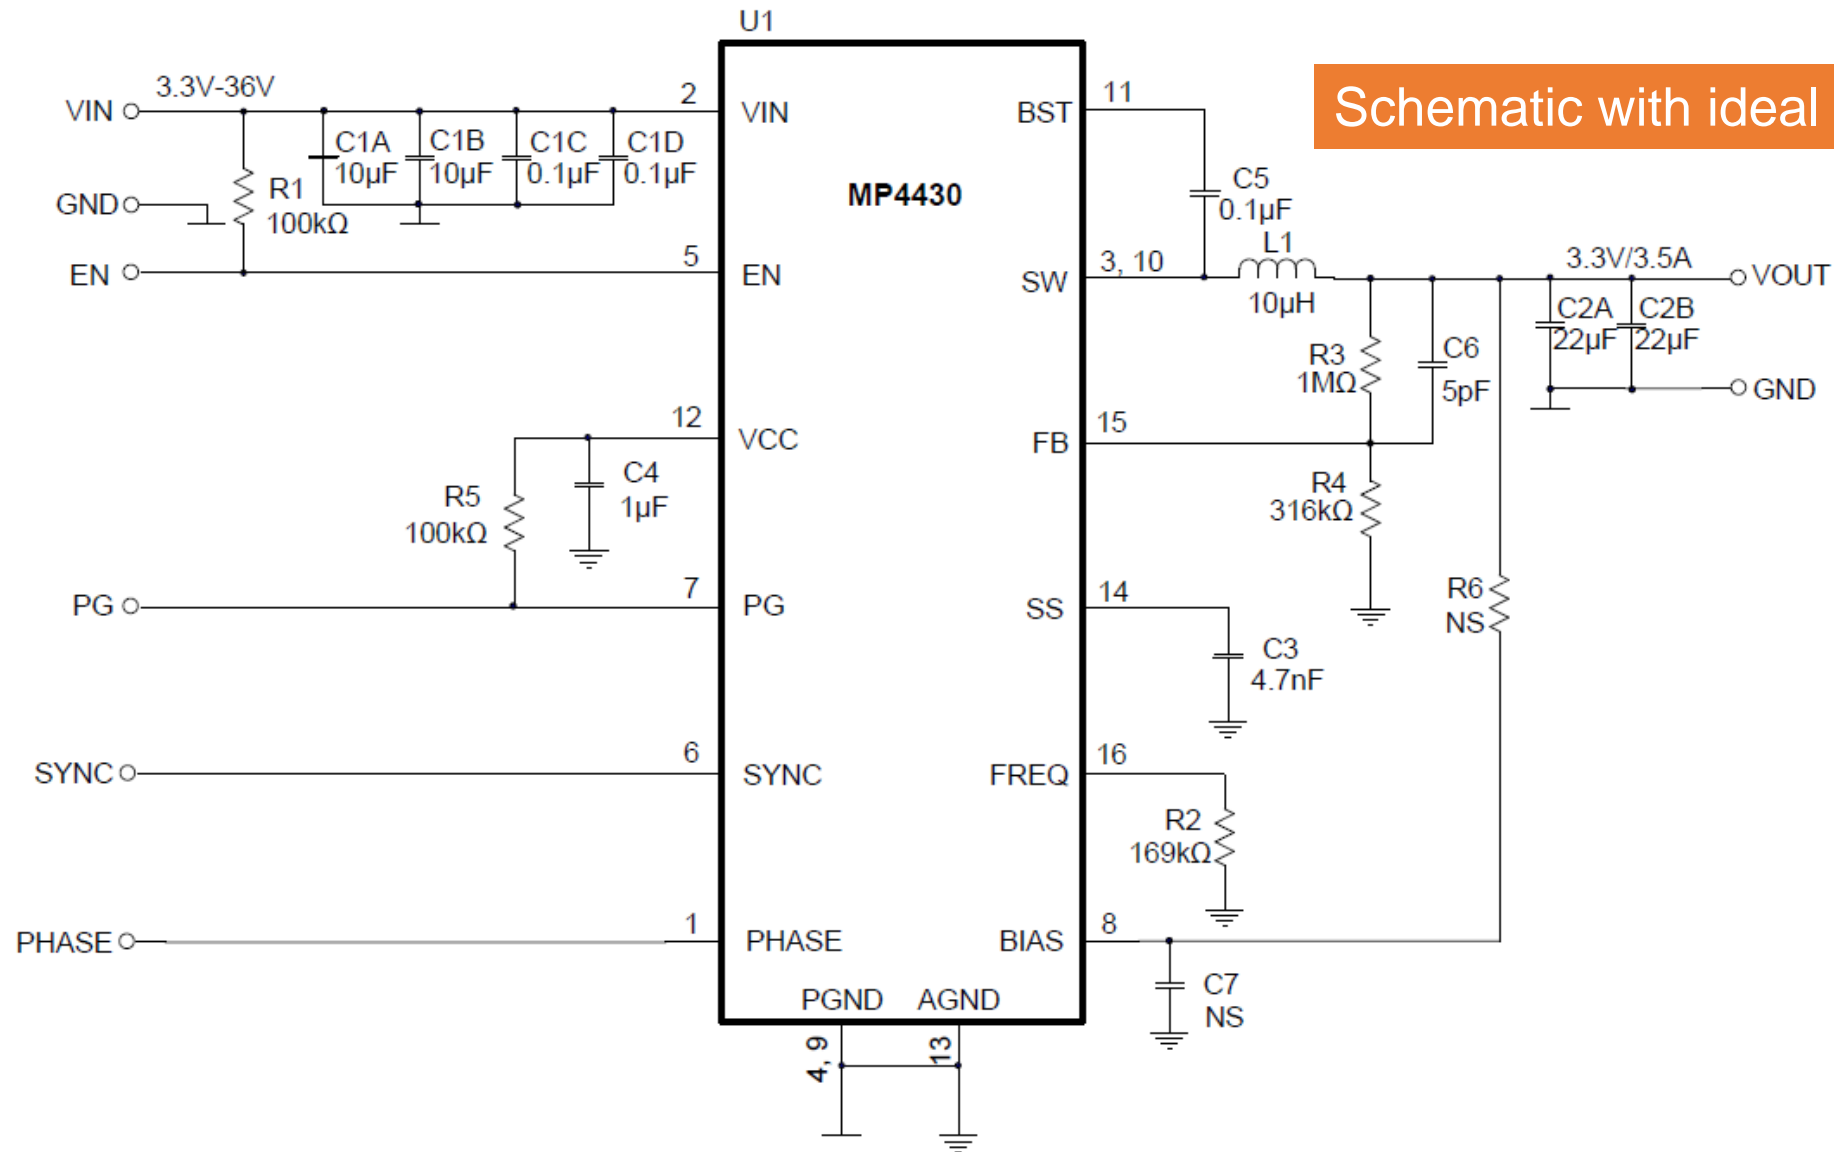 U1
Schematic with ideal
3.3V-36V
VIN
2
VIN
BST
11
C1A
10µF
C1B
10µF
C1C
0.1µF
C1D
0.1µF
MP4430
C5
0.1µF
GND
R1
100kΩ
EN
5
EN
SW
3, 10
L1
10µH
3.3V/3.5A
VOUT
C2A
22µF
C2B
22µF
R3
1MΩ
C6
5pF
GND
12
VCC
FB
15
R5
100kΩ
C4
1µF
R4
316kΩ
PG
7
PG
SS
14
R6
NS
C3
4.7nF
SYNC
6
SYNC
FREQ
16
R2
169kΩ
PHASE
1
PHASE
BIAS
8
C7
NS
PGND
AGND
4, 9
13